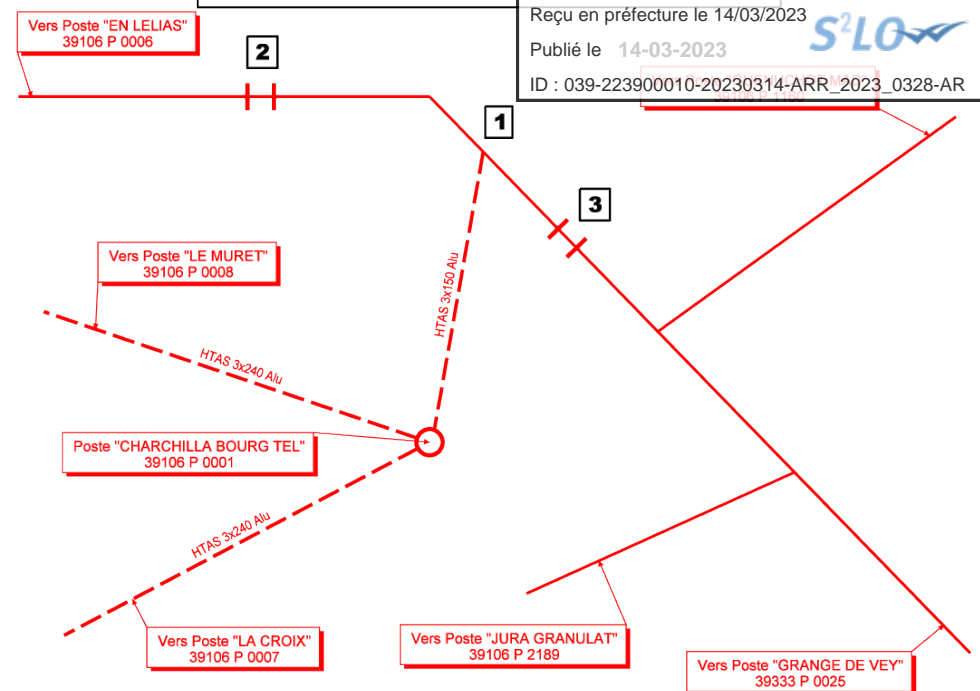 Reçu en préfecture le 14/03/2023
Publié le 14-03-2023
S²LO
ID : 039-223900010-20230314-ARR_2023_0328-AR
39106 P 1160
Vers Poste "EN LELIAS"
39106 P 0006
2
1
3
Vers Poste "LE MURET"
39106 P 0008
HTAS 3x150 Alu
HTAS 3x240 Alu
Poste "CHARCHILLA BOURG TEL"
39106 P 0001
HTAS 3x240 Alu
Vers Poste "LA CROIX"
39106 P 0007
Vers Poste "JURA GRANULAT"
39106 P 2189
Vers Poste "GRANGE DE VEY"
39333 P 0025